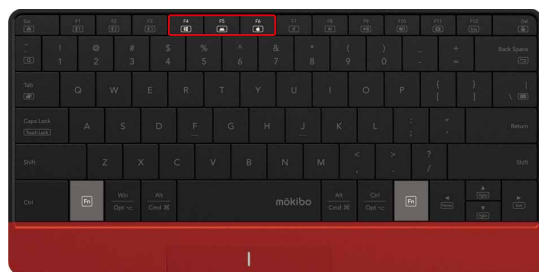 Esc F1 F2 F3 F4 F5 F6 F7 F8 F9 F10 F11 F12 Del
~ ! @ # $ % ^ & * ( ) _ + Back Space
1 2 3 4 5 6 7 8 9 0 - =
Tab Q W E R T Y U I O P { } |
[ ] \
Caps Lock A S D F G H J K L : " Return
Touch Lock ; '
Shift Z X C V B N M < > ? Shift
, . /
Ctrl Fn Win Alt mokibo Alt Ctrl Fn
Opt Cmd ⌘ Cmd ⌘ Opt